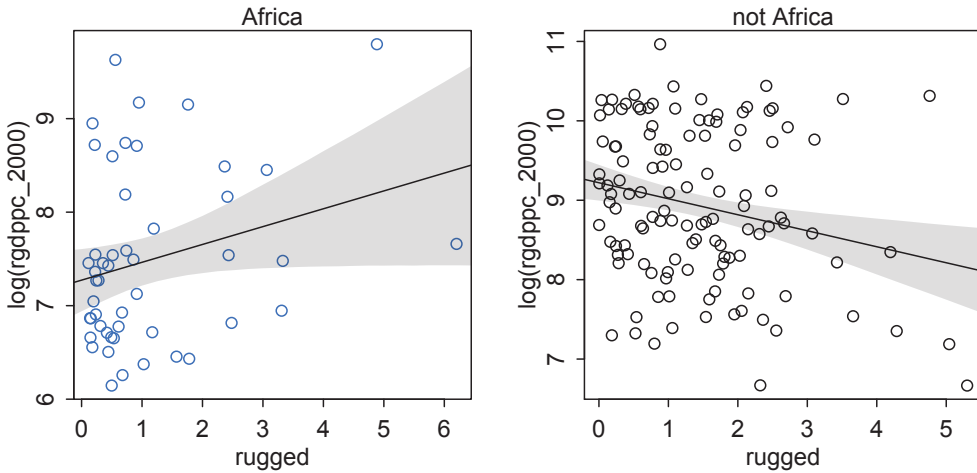 Africa
log(rgdppc_2000)
9
8
7
6
0 1 2 3 4 5 6
rugged
not Africa
log(rgdppc_2000)
11
10
9
8
7
0 1 2 3 4 5
rugged